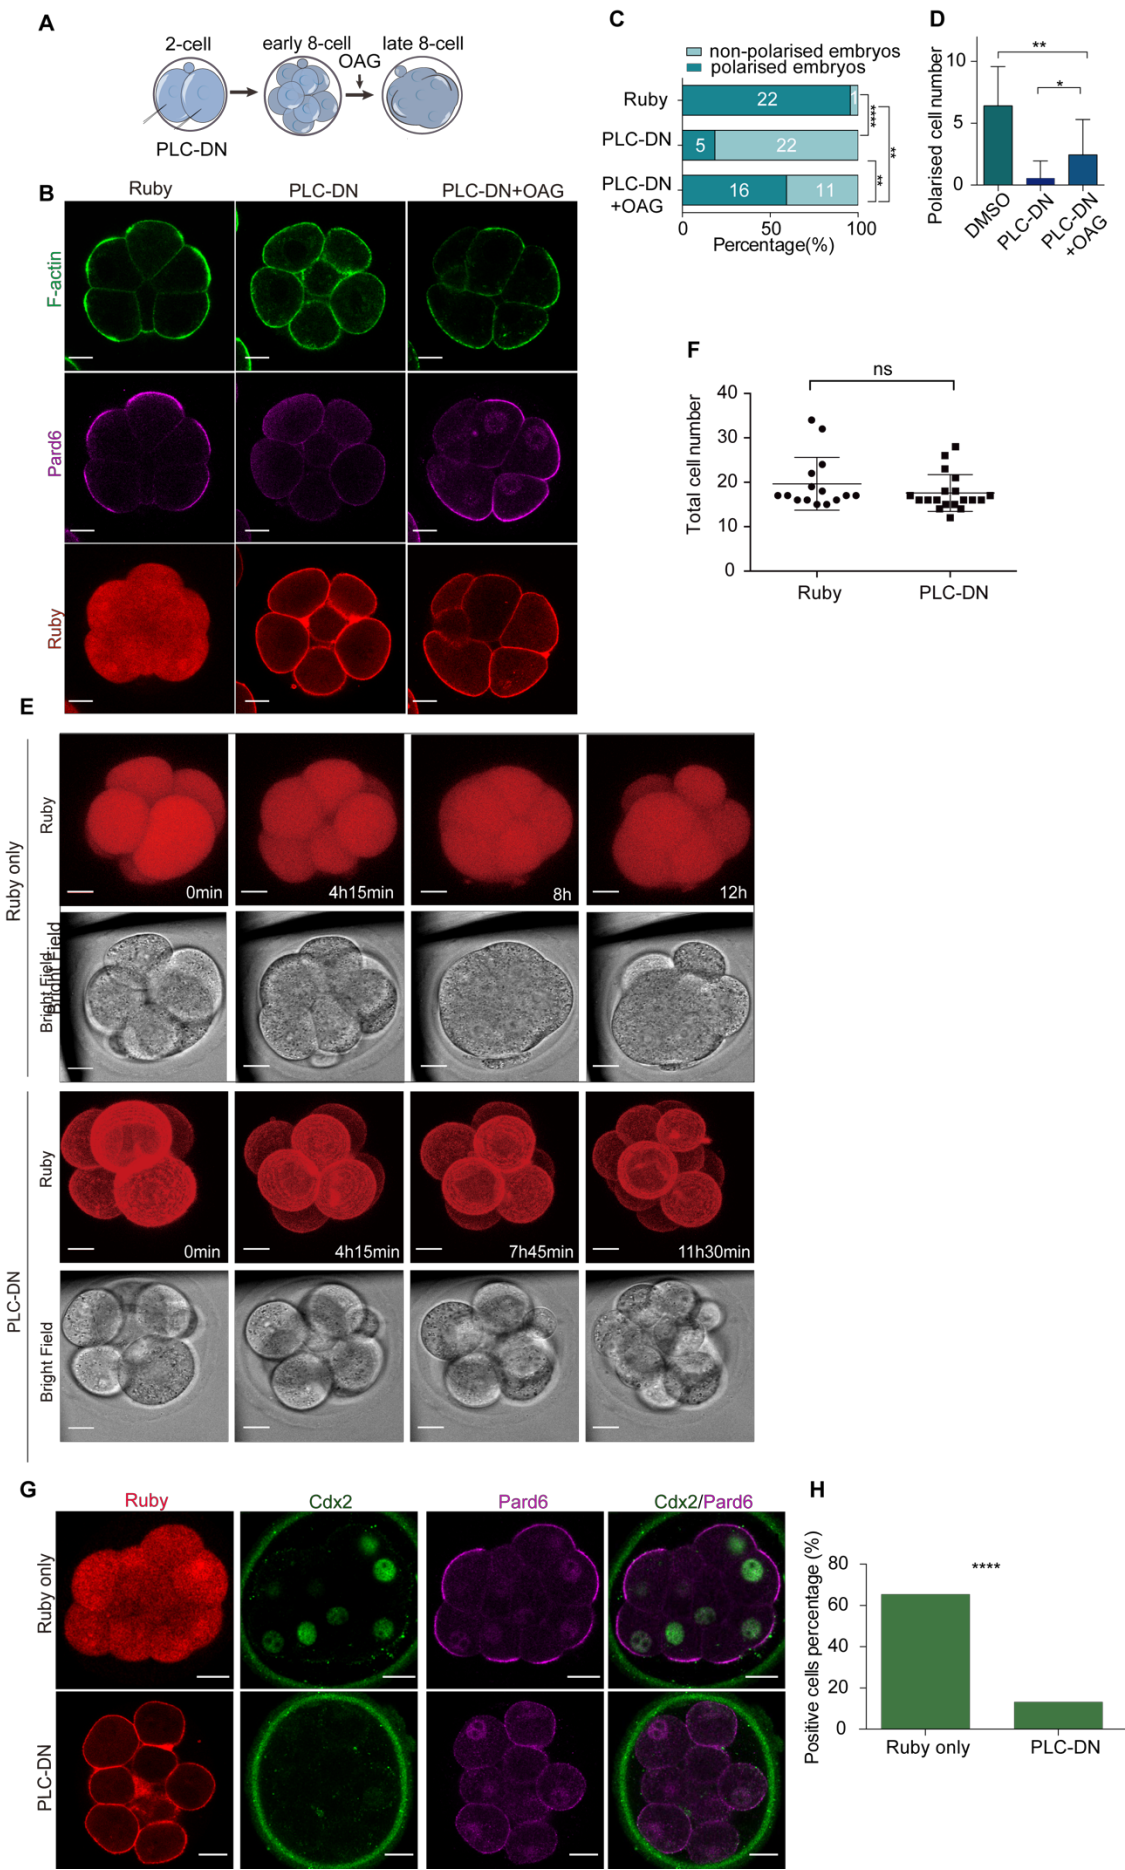 A
2-cell
early 8-cell
late 8-cell
OAG
PLC-DN
B
Ruby
PLC-DN
PLC-DN+OAG
F-actin
Pard6
Ruby
C
non-polarised embryos
polarised embryos
Ruby
22
1
PLC-DN
5
22
PLC-DN
+OAG
16
11
****
**
**
0
50
100
Percentage(%)
D
Polarised cell number
10
5
0
**
*
DMSO
PLC-DN
PLC-DN
+OAG
F
Total cell number
40
30
20
10
0
ns
Ruby
PLC-DN
E
Ruby only
Ruby
0min
4h15min
8h
12h
Bright Field
Bright Field
PLC-DN
Ruby
0min
4h15min
7h45min
11h30min
Bright Field
G
Ruby
Cdx2
Pard6
Cdx2/Pard6
Ruby only
PLC-DN
H
Positive cells percentage (%)
80
60
40
20
0
****
Ruby only
PLC-DN